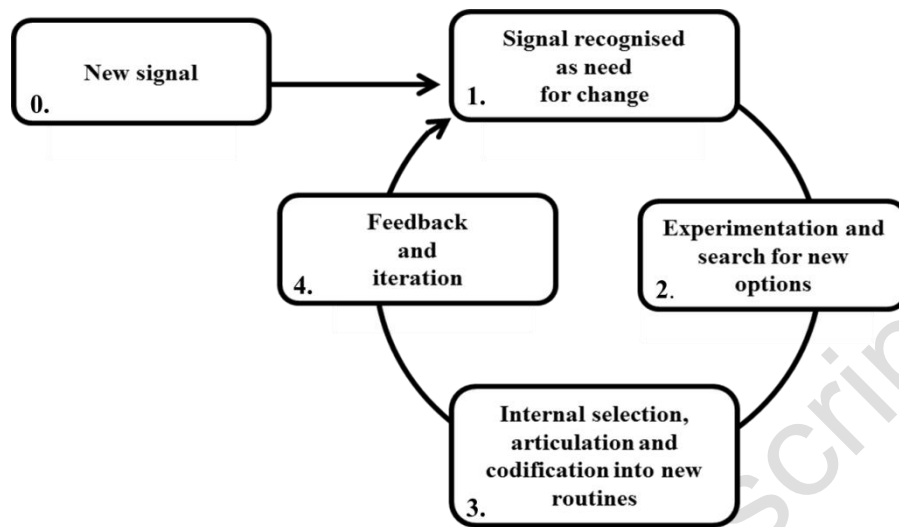 New signal
0.
Signal recognised
as need
for change
1.
Experimentation and
search for new
options
2.
Internal selection,
articulation and
codification into new
routines
3.
Feedback
and
iteration
4.